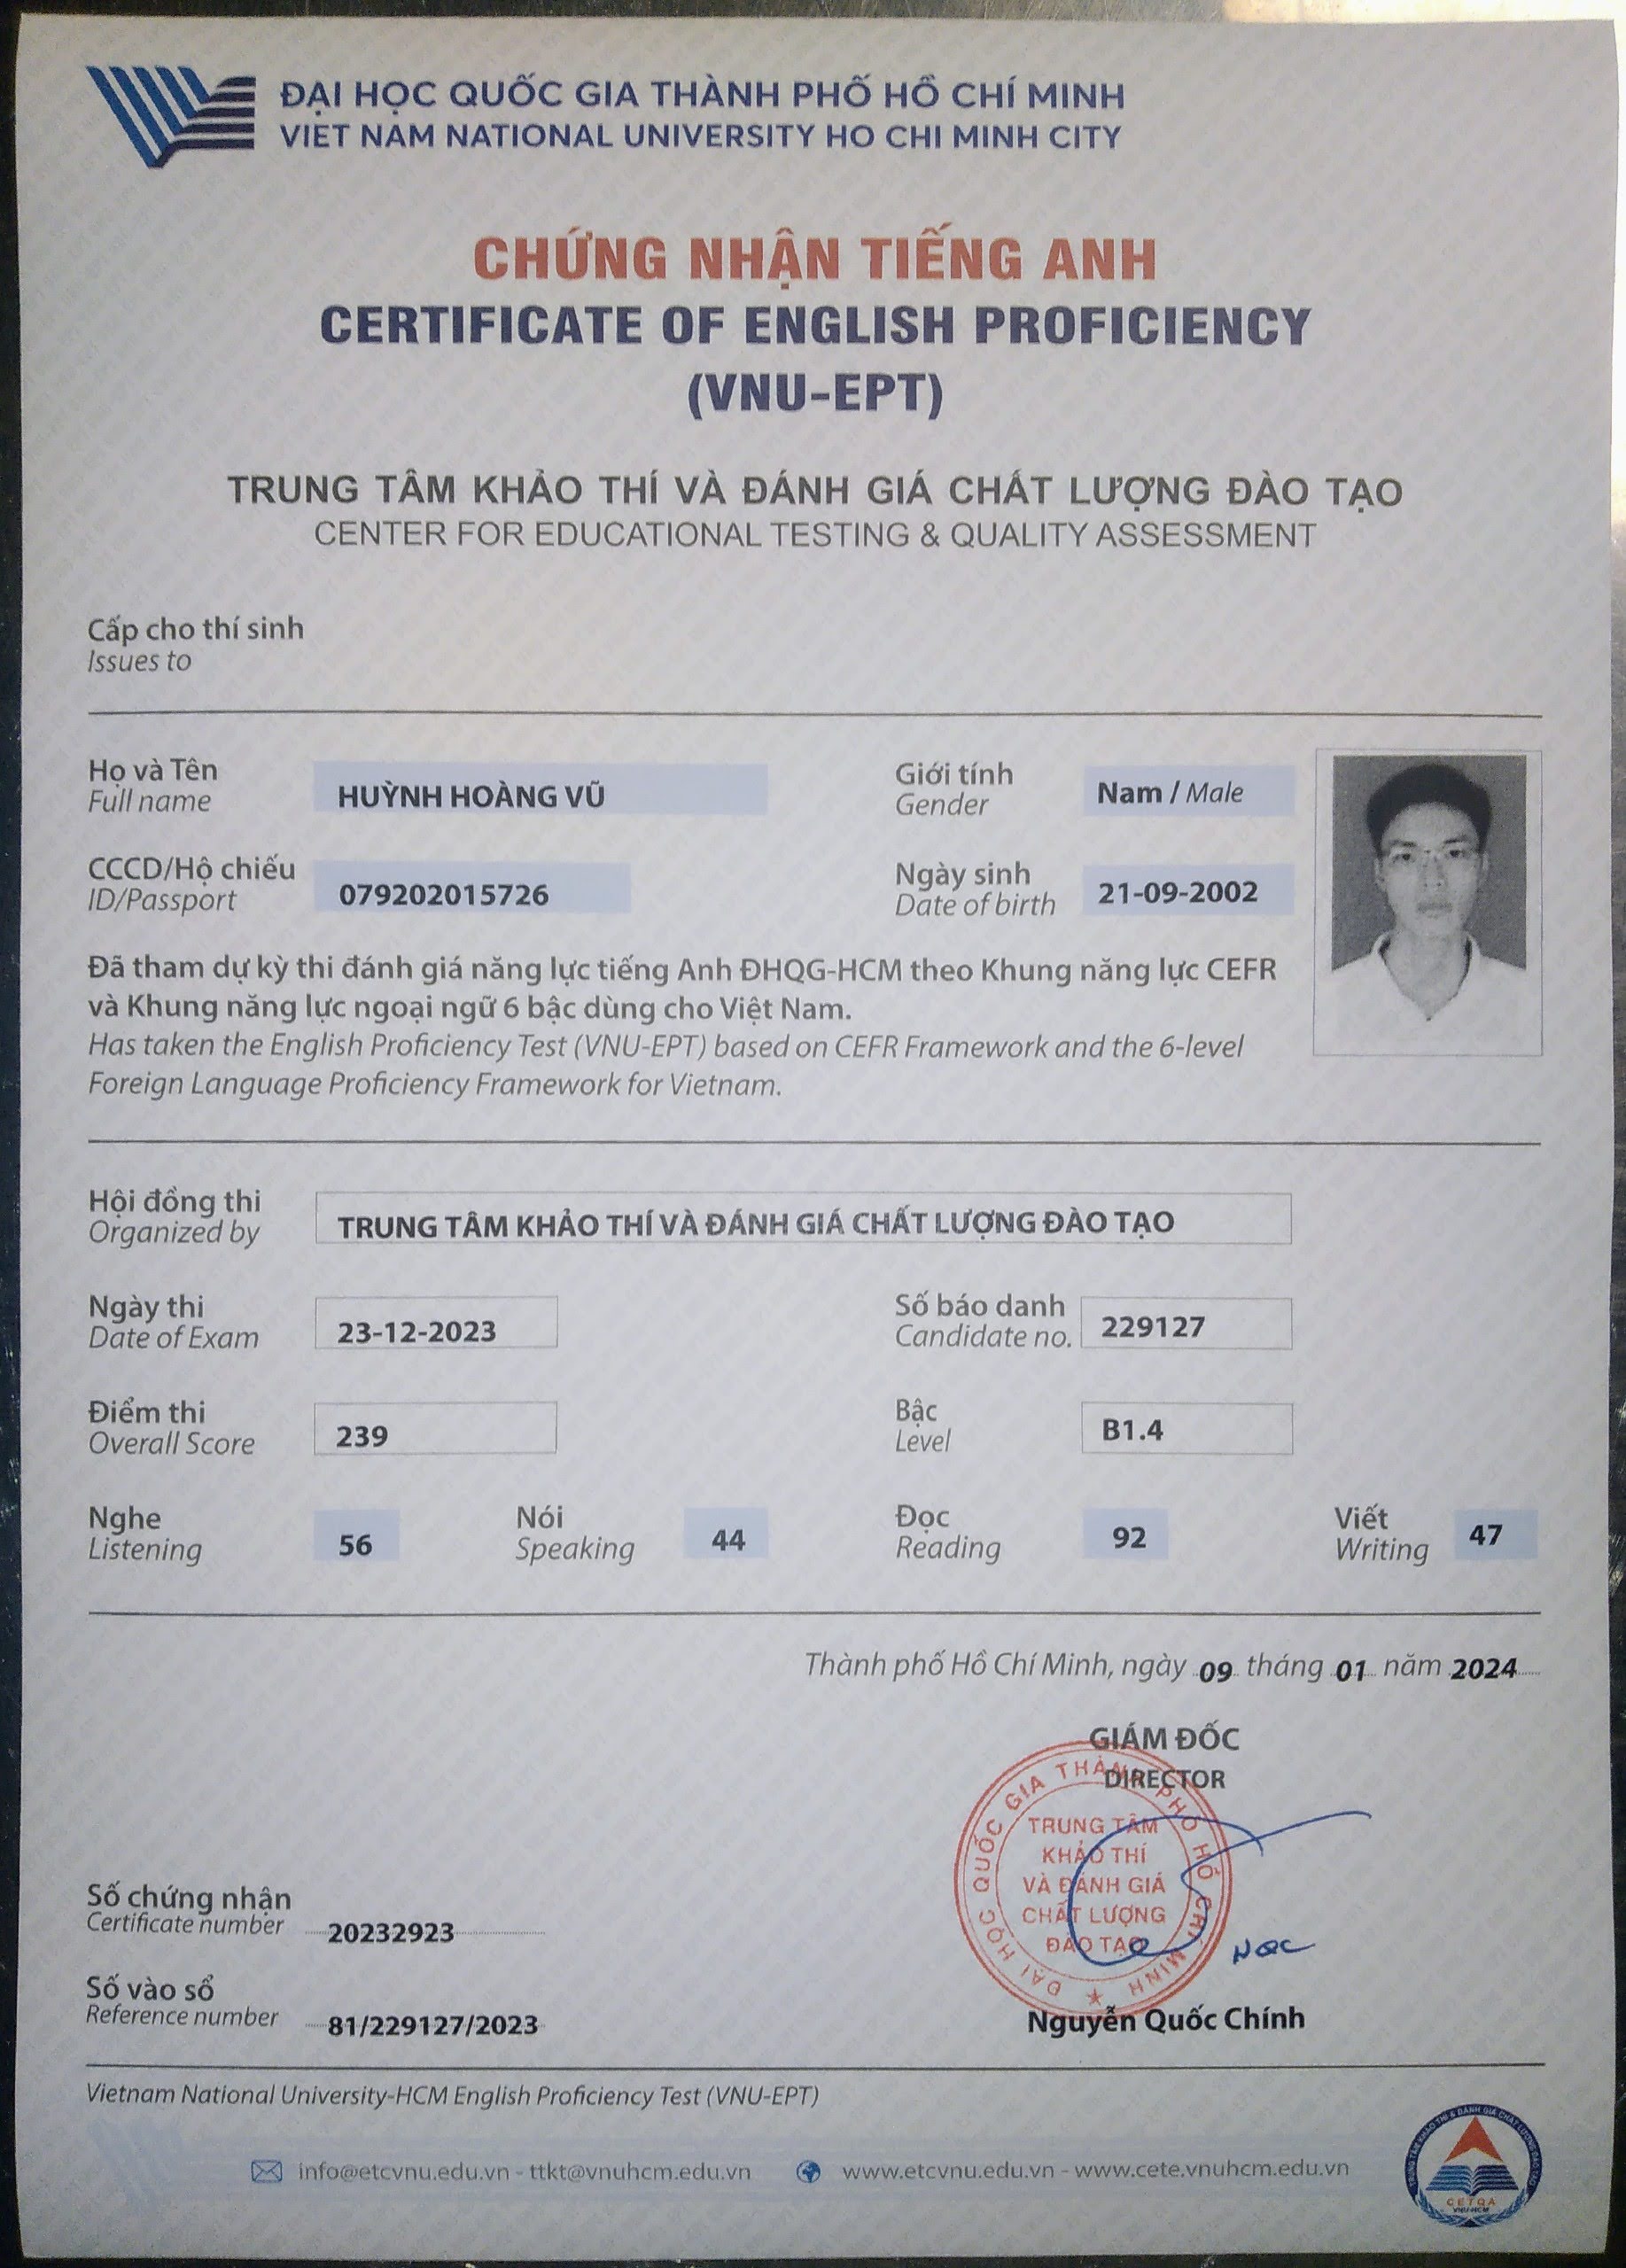 ĐẠI HỌC QUỐC GIA THÀNH PHỐ HỒ CHÍ MINH
VIET NAM NATIONAL UNIVERSITY HO CHI MINH CITY
CHỨNG NHẬN TIẾNG ANH
CERTIFICATE OF ENGLISH PROFICIENCY
(VNU-EPT)
TRUNG TÂM KHẢO THÍ VÀ ĐÁNH GIÁ CHẤT LƯỢNG ĐÀO TẠO
CENTER FOR EDUCATIONAL TESTING & QUALITY ASSESSMENT
Cấp cho thí sinh
Issues to
Họ và Tên
Full name
HUỲNH HOÀNG VŨ
Giới tính
Gender
Nam / Male
CCCD/Hộ chiếu
ID/Passport
079202015726
Ngày sinh
Date of birth
21-09-2002
Đã tham dự kỳ thi đánh giá năng lực tiếng Anh ĐHQG-HCM theo Khung năng lực CEFR
và Khung năng lực ngoại ngữ 6 bậc dùng cho Việt Nam.
Has taken the English Proficiency Test (VNU-EPT) based on CEFR Framework and the 6-level
Foreign Language Proficiency Framework for Vietnam.
Hội đồng thi
Organized by
TRUNG TÂM KHẢO THÍ VÀ ĐÁNH GIÁ CHẤT LƯỢNG ĐÀO TẠO
Ngày thi
Date of Exam
23-12-2023
Số báo danh
Candidate no.
229127
Điểm thi
Overall Score
239
Bậc
Level
B1.4
Nghe
Listening
56
Nói
Speaking
44
Đọc
Reading
92
Viết
Writing
47
Thành phố Hồ Chí Minh, ngày 09 tháng 01 năm 2024
GIÁM ĐỐC
DIRECTOR
ĐẠI HỌC QUỐC GIA THÀNH PHỐ HỒ CHÍ MINH
TRUNG TÂM
KHẢO THÍ
VÀ ĐÁNH GIÁ
CHẤT LƯỢNG
ĐÀO TẠO
Nguyễn Quốc Chính
Số chứng nhận
Certificate number
20232923
Số vào sổ
Reference number
81/229127/2023
Vietnam National University-HCM English Proficiency Test (VNU-EPT)
info@etcvnu.edu.vn - ttkt@vnuhcm.edu.vn
www.etcvnu.edu.vn - www.cete.vnuhcm.edu.vn
TRUNG TÂM KHẢO THÍ & ĐÁNH GIÁ CHẤT LƯỢNG ĐÀO TẠO
CETQA
VNU-HCM